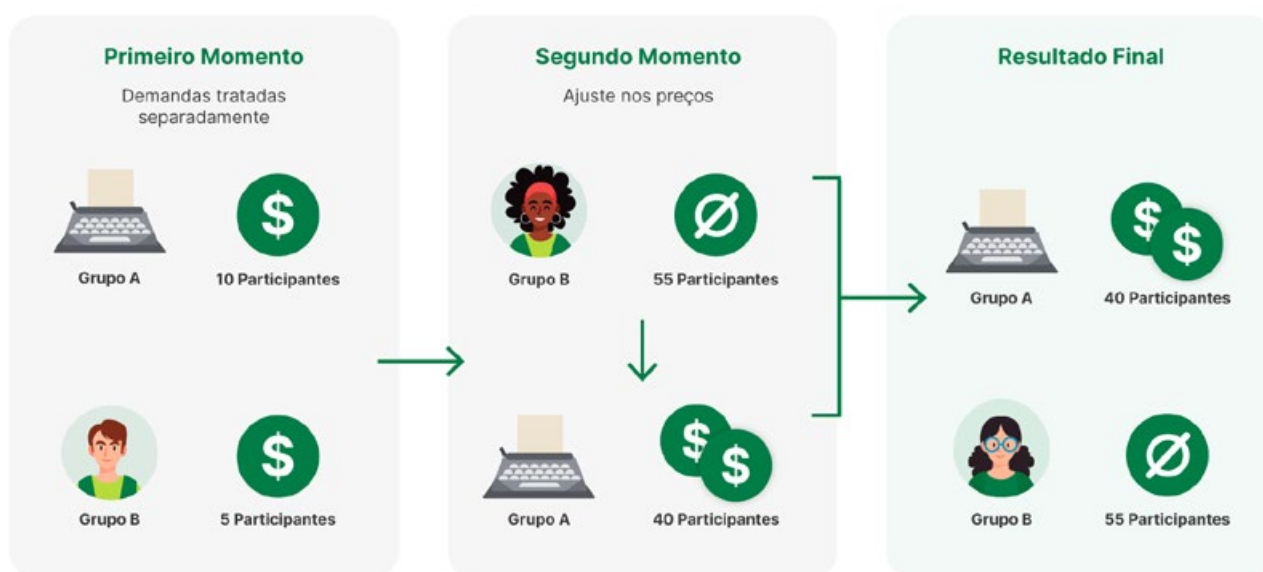 Primeiro Momento
Demandas tratadas
separadamente
$
Grupo A
10 Participantes
$
Grupo B
5 Participantes
Segundo Momento
Ajuste nos preços
Ø
Grupo B
55 Participantes
$
$
Grupo A
40 Participantes
Resultado Final
$
$
Grupo A
40 Participantes
Ø
Grupo B
55 Participantes